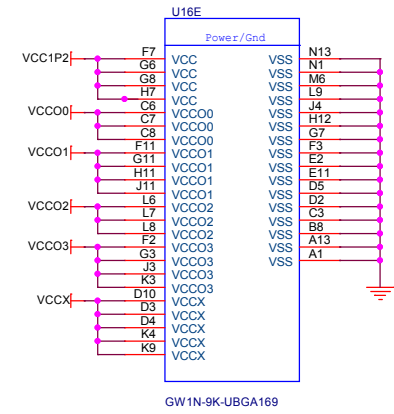 U16E
Power/Gnd
VCC1P2 F7 VCC VSS N13
G6 VCC VSS N1
G8 VCC VSS M6
H7 VCC VSS L9
VCCO0 C6 VCCO0 VSS J4
C7 VCCO0 VSS H12
C8 VCCO0 VSS G7
VCCO1 F11 VCCO1 VSS F3
G11 VCCO1 VSS E2
H11 VCCO1 VSS E11
J11 VCCO1 VSS D5
VCCO2 L6 VCCO2 VSS D2
L7 VCCO2 VSS C3
L8 VCCO2 VSS B8
VCCO3 F2 VCCO3 VSS A13
G3 VCCO3 VSS A1
J3 VCCO3
K3 VCCO3
VCCX D10 VCCX
D3 VCCX
D4 VCCX
K4 VCCX
K9 VCCX
GW1N-9K-UBGA169